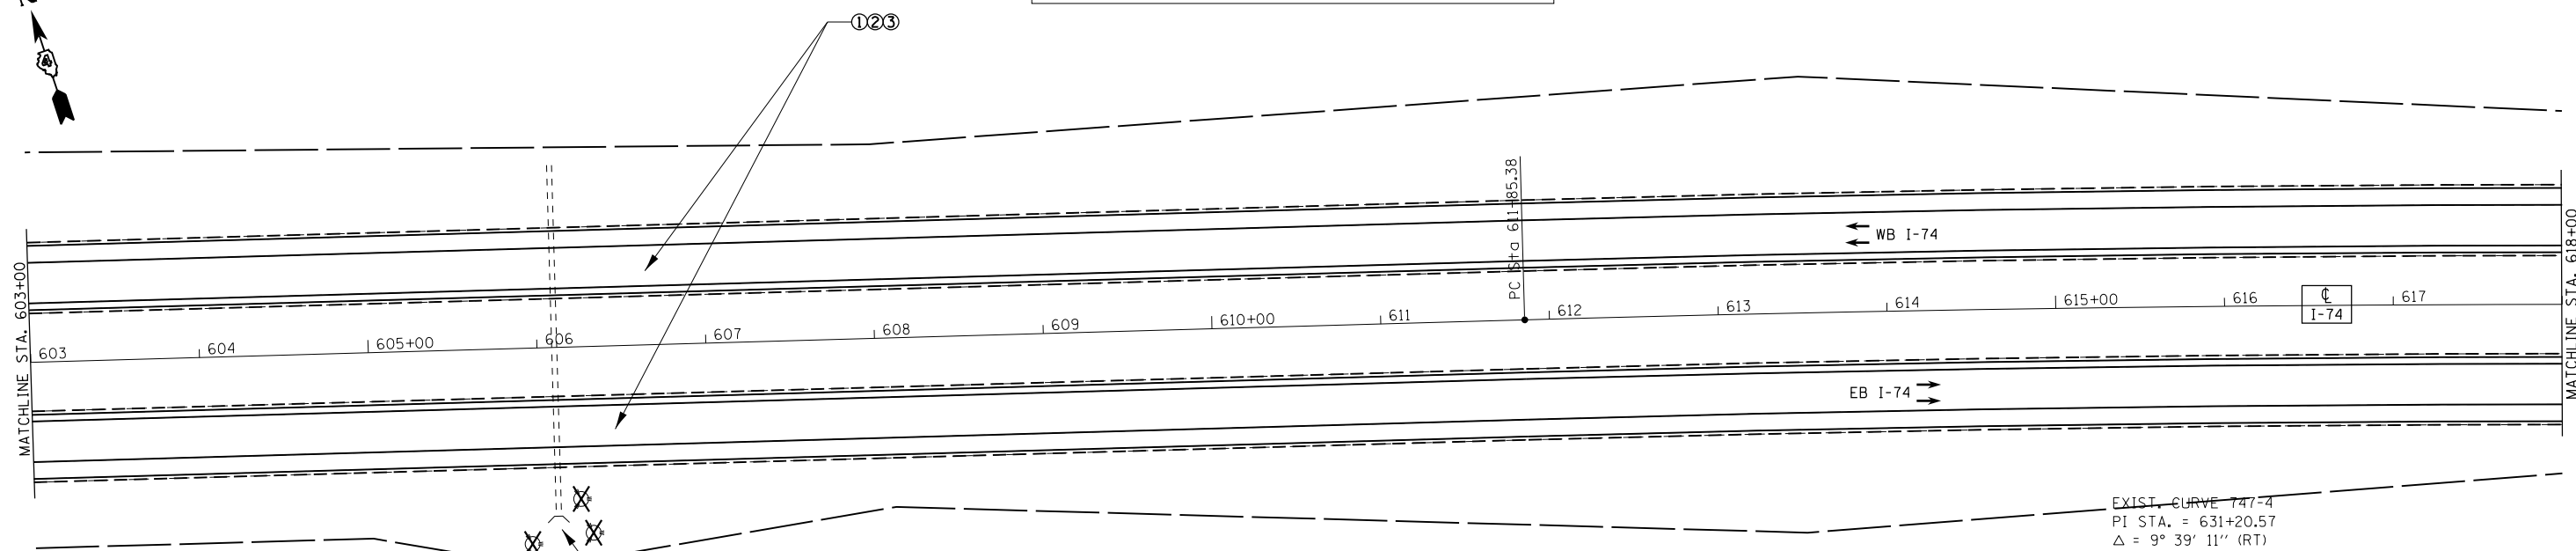 ①②③
PC Sta 611+85.38
WB I-74
MATCHLINE STA. 603+00
603
604
605+00
606
607
608
609
610+00
611
612
613
614
615+00
616
℄
I-74
617
MATCHLINE STA. 618+00
EB I-74
EXIST. CURVE 747-4
PI STA. = 631+20.57
△ = 9° 39' 11'' (RT)